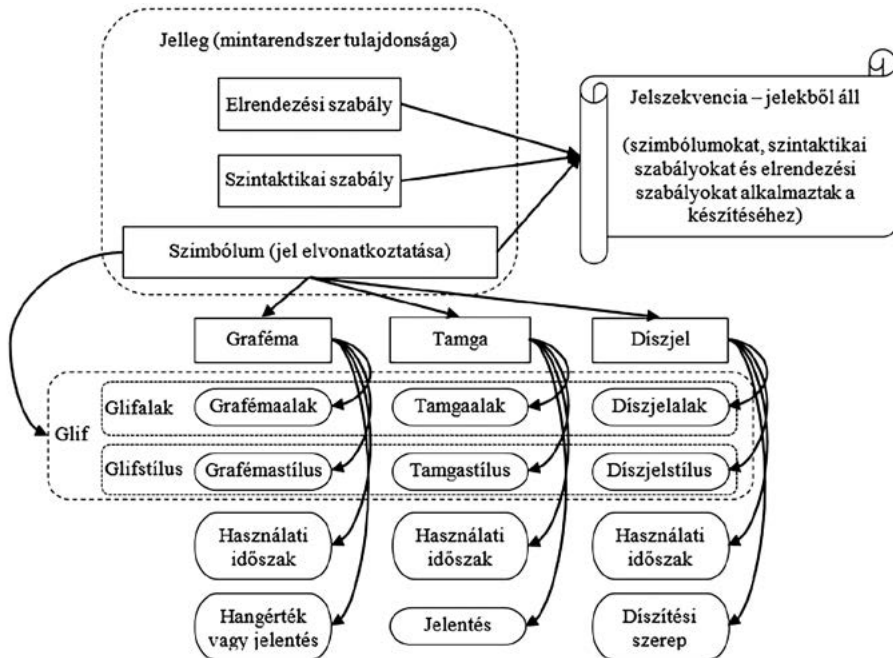 Jelleg (mintarendszer tulajdonsága)
Elrendezési szabály
Szintaktikai szabály
Szimbólum (jel elvonatkoztatása)
Jelszekvencia – jelekből áll
(szimbólumokat, szintaktikai
szabályokat és elrendezési
szabályokat alkalmaztak a
készítéséhez)
Graféma
Tamga
Díszjel
Glif
Glifalak
Grafémaalak
Tamgaalak
Díszjelalak
Glifstílus
Grafémastílus
Tamgastílus
Díszjelstílus
Használati
időszak
Használati
időszak
Használati
időszak
Hangérték
vagy jelentés
Jelentés
Díszítési
szerep